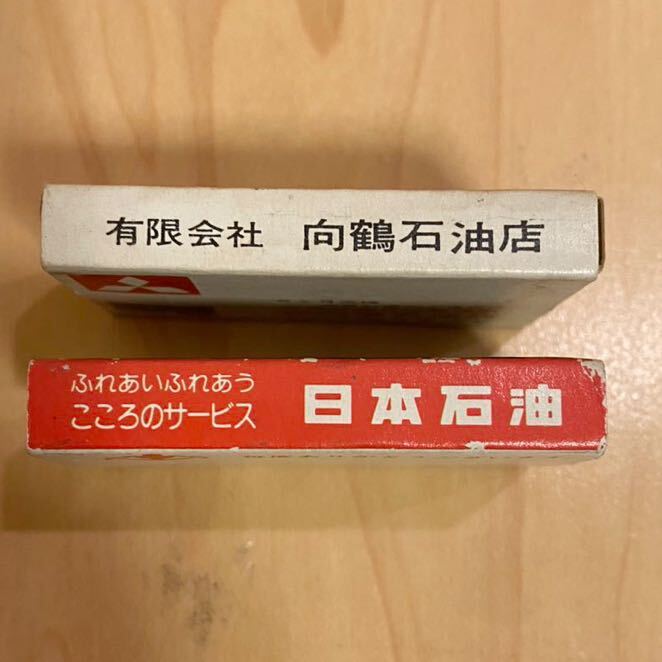 有限会社 向鶴石油店
ふれあいふれあう
こころのサービス
日本石油